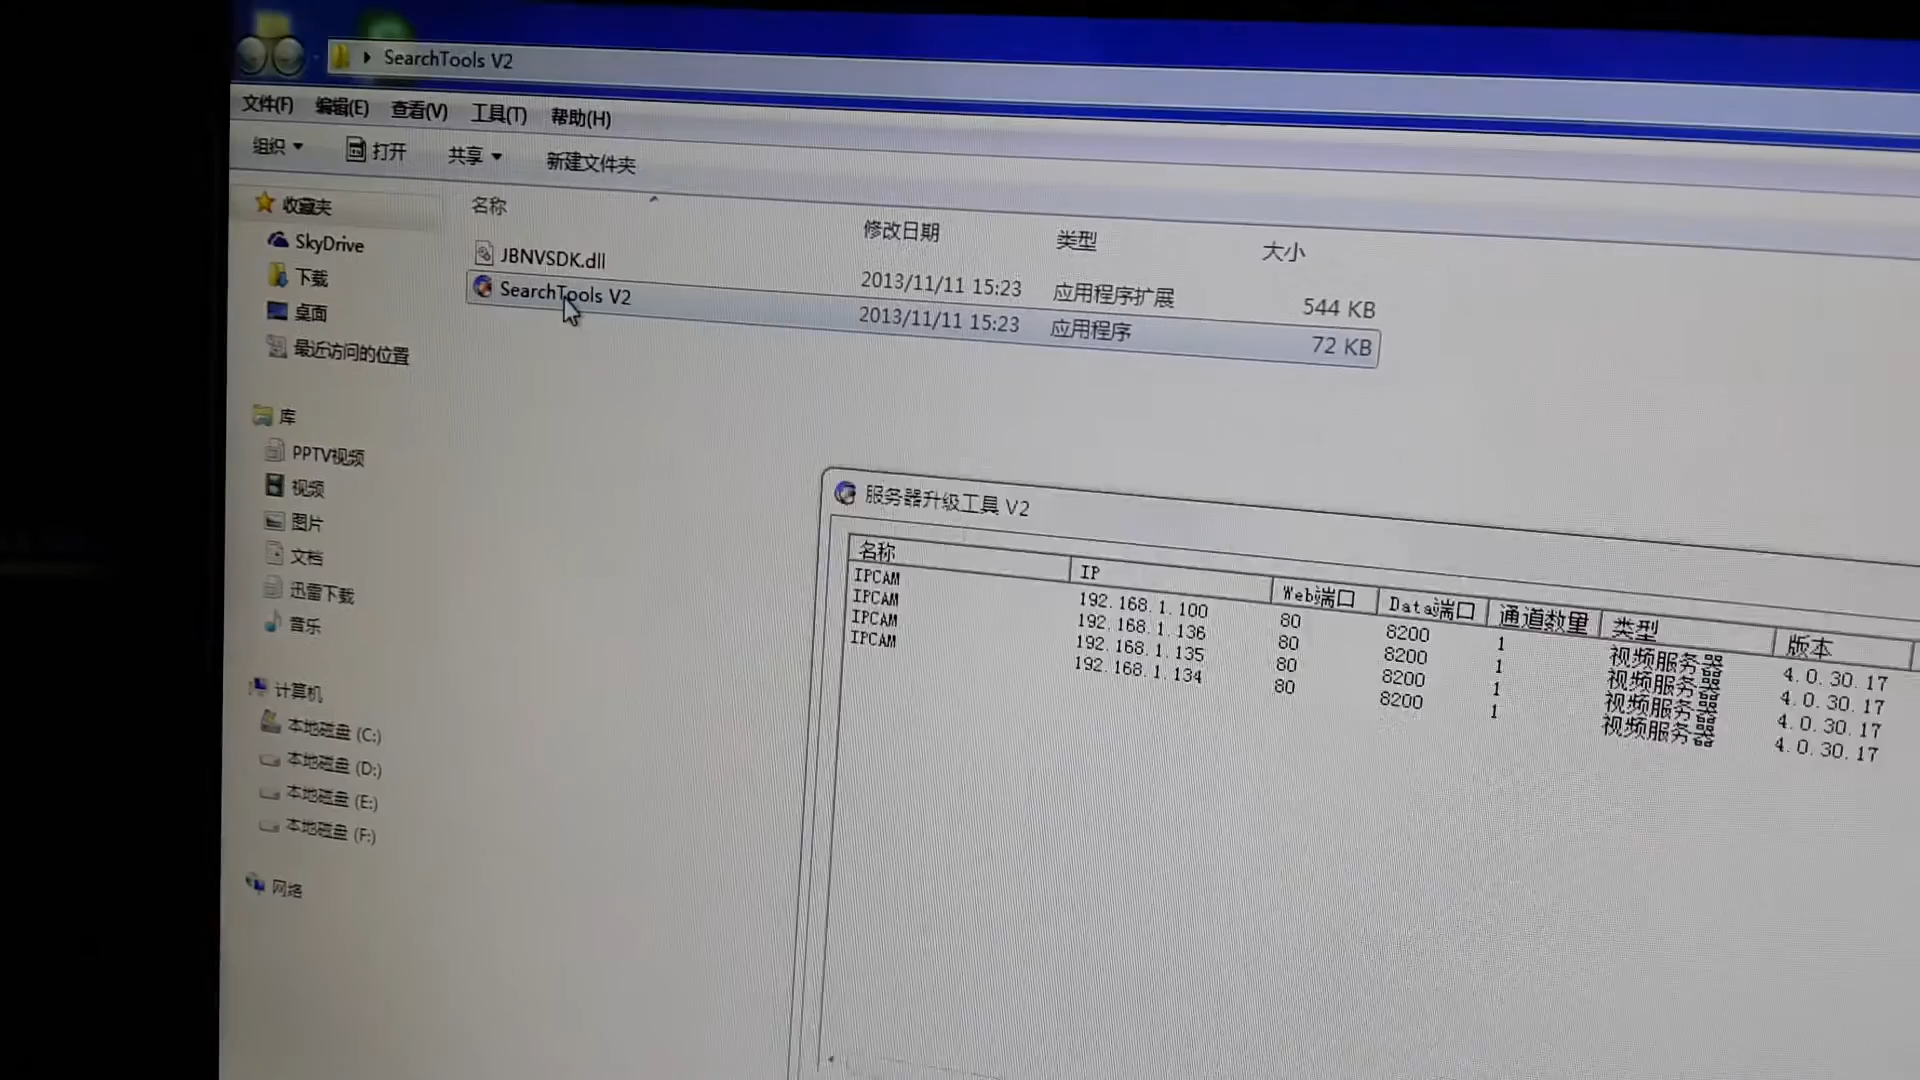 SearchTools V2
文件(F) 编辑(E) 查看(V) 工具(T) 帮助(H)
组织 打开 共享 新建文件夹
名称 修改日期 类型 大小
JBNVSDK.dll 2013/11/11 15:23 应用程序扩展 544 KB
SearchTools V2 2013/11/11 15:23 应用程序 72 KB
收藏夹
SkyDrive
下载
桌面
最近访问的位置
库
PPTV视频
视频
图片
文档
迅雷下载
音乐
计算机
本地磁盘 (C:)
本地磁盘 (D:)
本地磁盘 (E:)
本地磁盘 (F:)
网络
服务器升级工具 V2
名称 IP Web端口 Data端口 通道数量 类型 版本
IPCAM 192.168.1.100 80 8200 1 视频服务器 4.0.30.17
IPCAM 192.168.1.136 80 8200 1 视频服务器 4.0.30.17
IPCAM 192.168.1.135 80 8200 1 视频服务器 4.0.30.17
IPCAM 192.168.1.134 80 8200 1 视频服务器 4.0.30.17